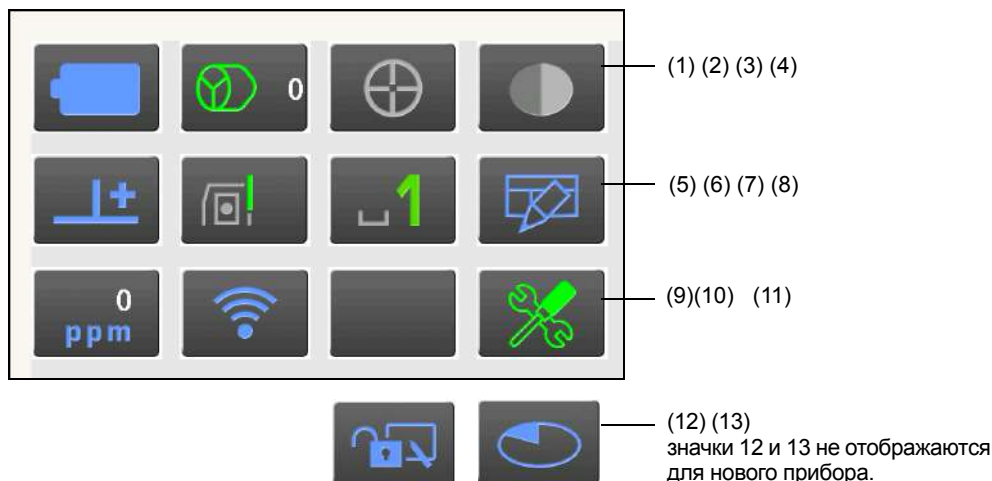 0
(1) (2) (3) (4)
1
(5) (6) (7) (8)
0
ppm
(9)(10) (11)
(12) (13)
значки 12 и 13 не отображаются
для нового прибора.